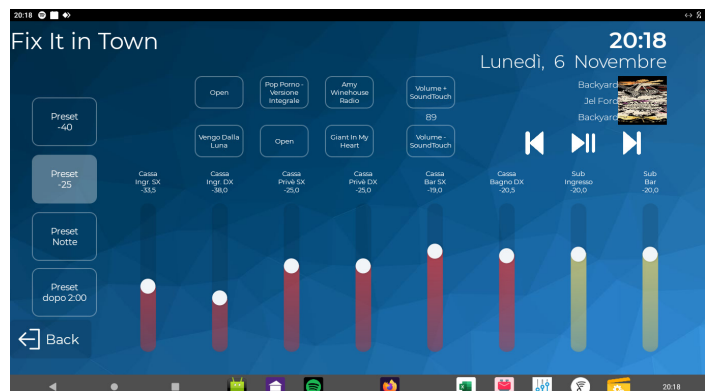 20:18
Fix It in Town
20:18
Lunedì, 6 Novembre
Open
Pop Porno -
Versione
Integrale
Amy
Winehouse
Radio
Volume +
SoundTouch
89
Backyard
Jel Ford
Backyard
Vengo Dalla
Luna
Open
Giant In My
Heart
Volume -
SoundTouch
Preset
-40
Preset
-25
Preset
Notte
Preset
dopo 2:00
Back
Cassa
Ingr. SX
-33,5
Cassa
Ingr. DX
-38,0
Cassa
Privè SX
-25,0
Cassa
Privè DX
-25,0
Cassa
Bar SX
-19,0
Cassa
Bagno DX
-20,5
Sub
Ingresso
-20,0
Sub
Bar
-20,0
20:18